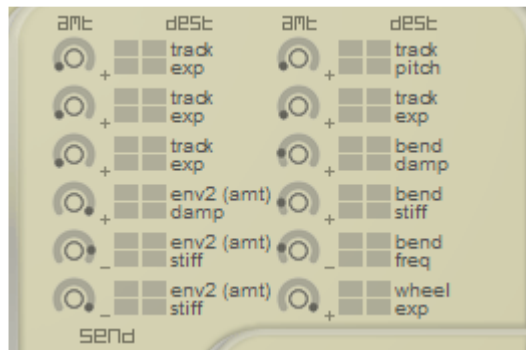 amt dest amt dest
track track
exp pitch
+ +
track track
exp exp
+ +
track bend
exp damp
+ +
env2 (amt) bend
damp stiff
+ +
env2 (amt) bend
stiff freq
- -
env2 (amt) wheel
stiff exp
- +
send